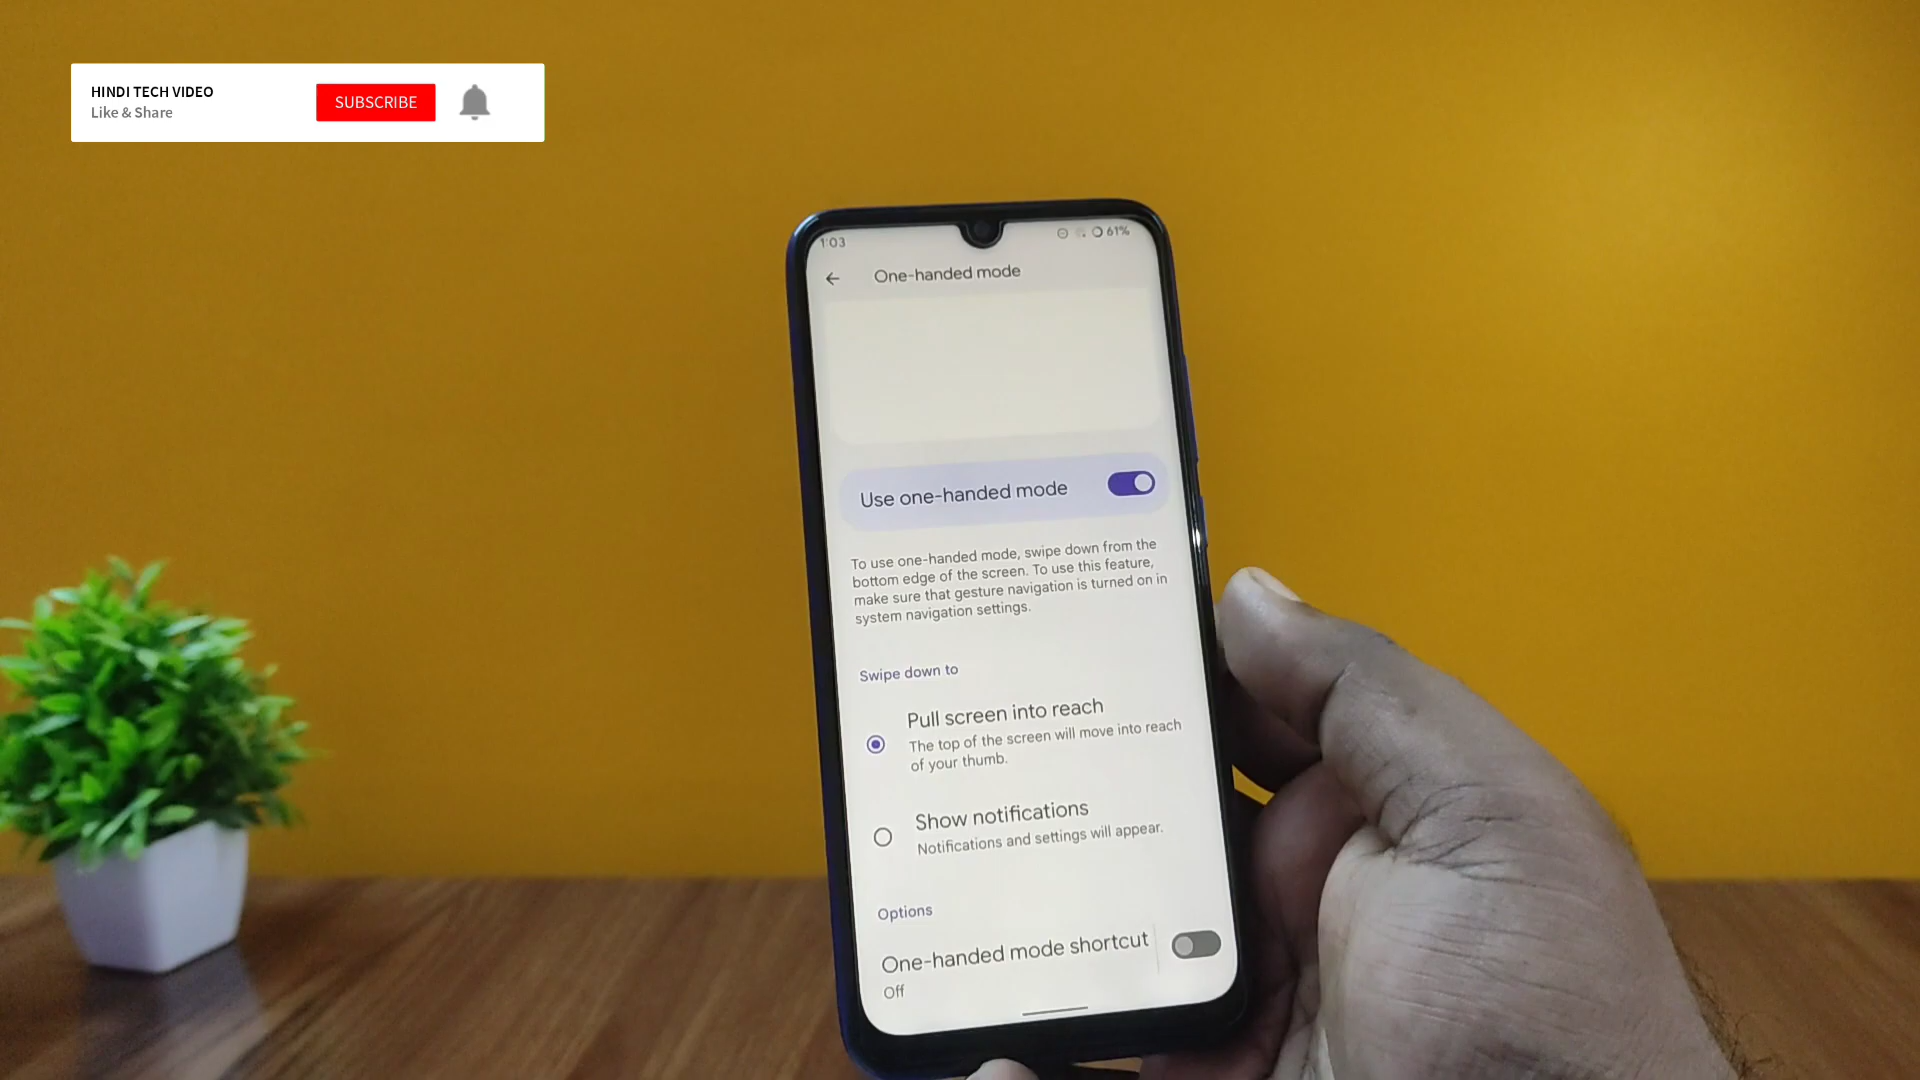 HINDI TECH VIDEO
Like & Share
SUBSCRIBE
1:03
61%
One-handed mode
Use one-handed mode
To use one-handed mode, swipe down from the
bottom edge of the screen. To use this feature,
make sure that gesture navigation is turned on in
system navigation settings.
Swipe down to
Pull screen into reach
The top of the screen will move into reach
of your thumb.
Show notifications
Notifications and settings will appear.
Options
One-handed mode shortcut
Off